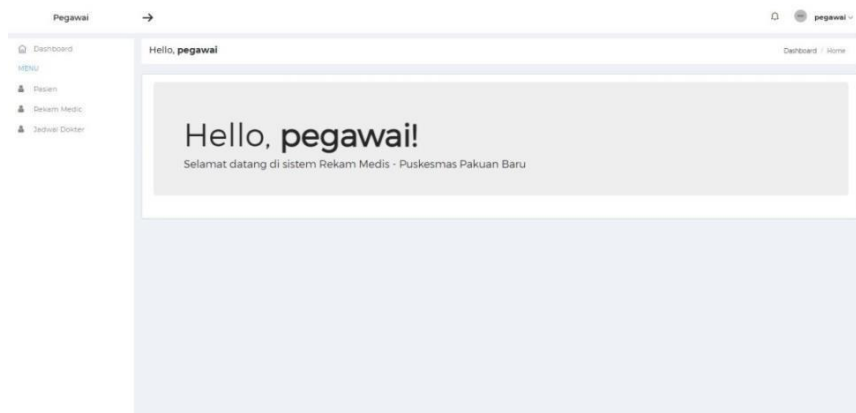 Pegawai
pegawai
Dashboard
MENU
Pasien
Rekam Medic
Jadwal Dokter
Hello, pegawai
Dashboard / Home
Hello, pegawai!
Selamat datang di sistem Rekam Medis - Puskesmas Pakuan Baru